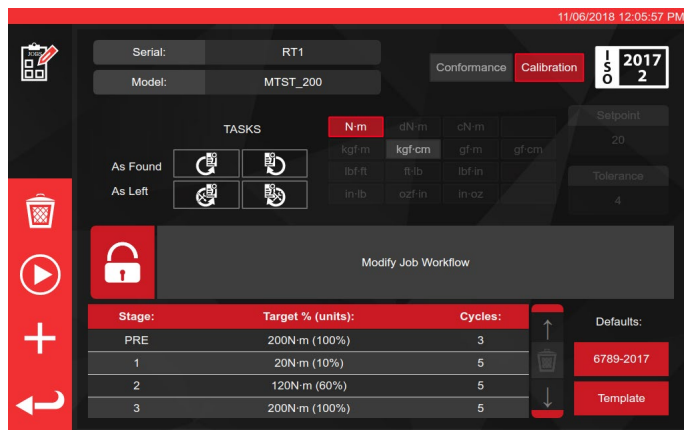 11/06/2018 12:05:57 PM
JOBS
Serial: RT1
Conformance Calibration
ISO 2017 2
Model: MTST_200
TASKS
N·m dN·m cN·m
Setpoint
20
kgf·m kgf·cm gf·m gf·cm
As Found
lbf·ft ft·lb lbf·in
Tolerance
4
As Left
in·lb ozf·in in·oz
Modify Job Workflow
Stage: Target % (units): Cycles:
Defaults:
PRE 200N·m (100%) 3
1 20N·m (10%) 5
6789-2017
2 120N·m (60%) 5
Template
3 200N·m (100%) 5